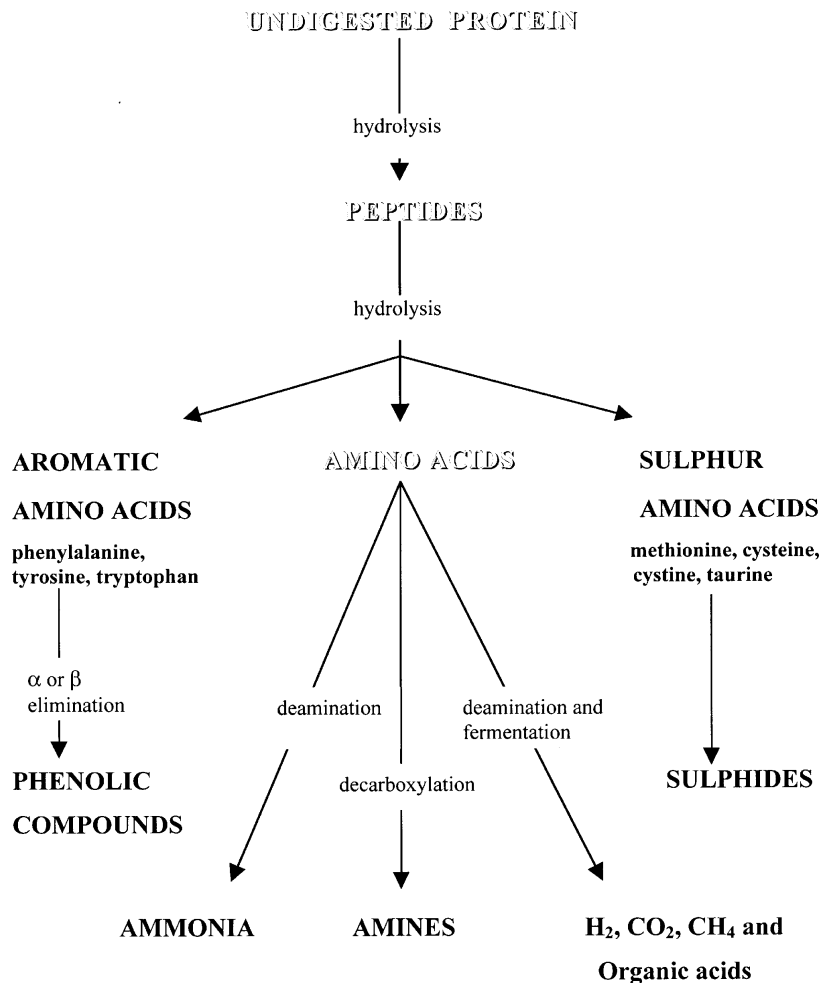 UNDIGESTED PROTEIN
hydrolysis
PEPTIDES
hydrolysis
AROMATIC
AMINO ACIDS
phenylalanine,
tyrosine, tryptophan
α or β
elimination
PHENOLIC
COMPOUNDS
AMINO ACIDS
deamination
decarboxylation
deamination and
fermentation
AMMONIA
AMINES
H₂, CO₂, CH₄ and
Organic acids
SULPHUR
AMINO ACIDS
methionine, cysteine,
cystine, taurine
SULPHIDES